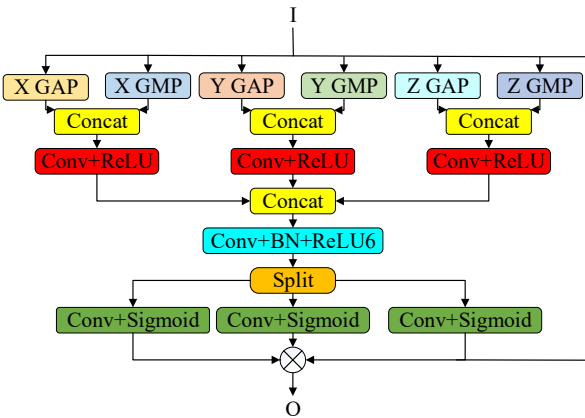 I
X GAP X GMP Y GAP Y GMP Z GAP Z GMP
Concat Concat Concat
Conv+ReLU Conv+ReLU Conv+ReLU
Concat
Conv+BN+ReLU6
Split
Conv+Sigmoid Conv+Sigmoid Conv+Sigmoid
O